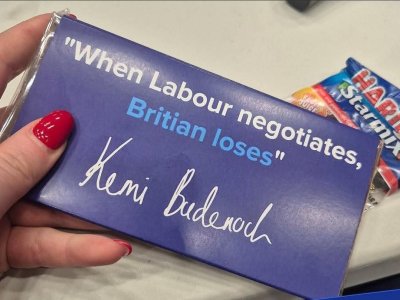 "When Labour negotiates,
Britian loses"
Kemi Badenoch
HARIBO
Starmix